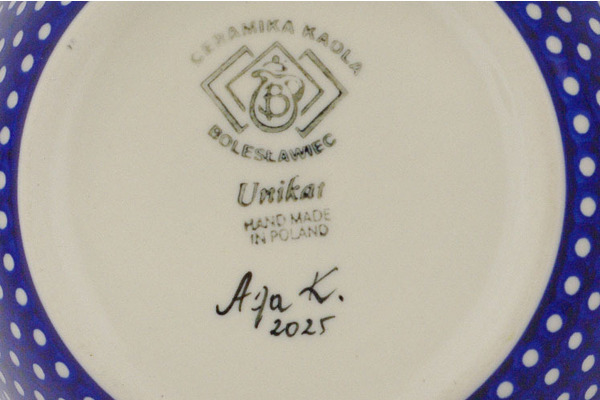 CERAMIKA KAOLA
B
BOLESŁAWIEC
Unikat
HAND MADE
IN POLAND
Aja K.
2025